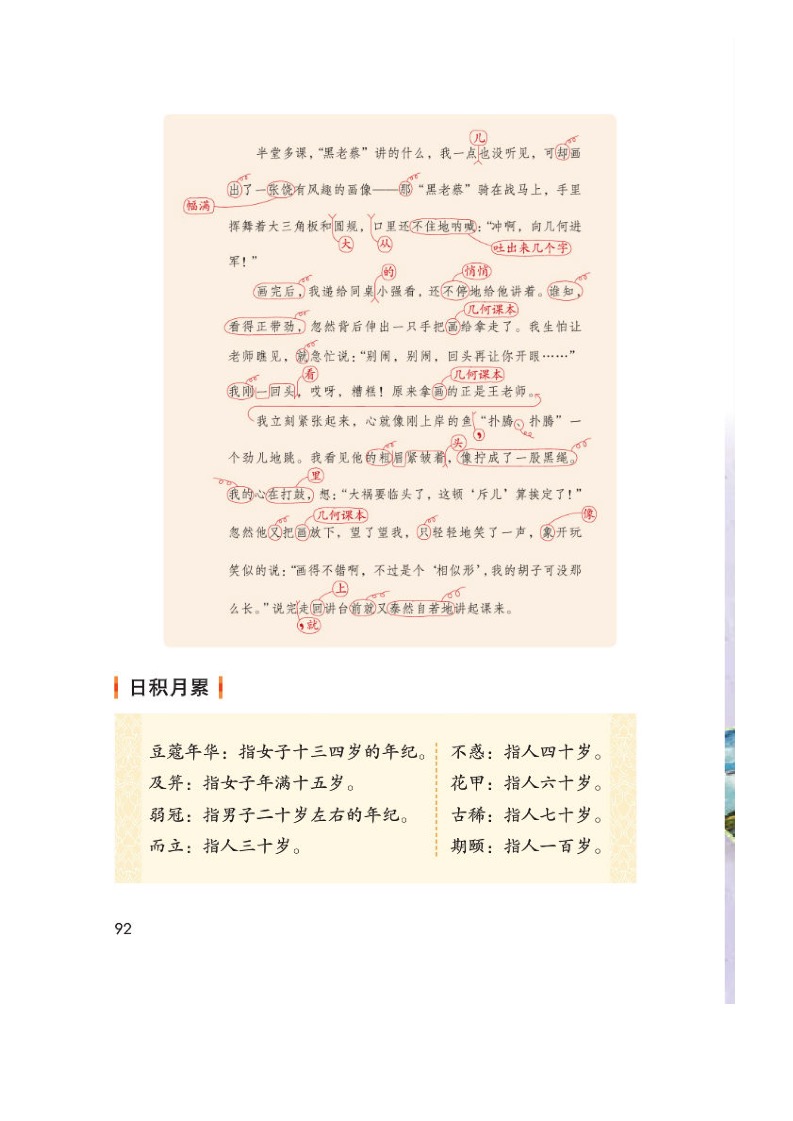 儿
半堂多课，“黑老蔡”讲的什么，我一点也没听见，可却画
出了一张饶有风趣的画像——那“黑老蔡”骑在战马上，手里
幅满
挥舞着大三角板和圆规，口里还不住地呐喊：“冲啊，向几何进
大 从 吐出来几个字
军！”
的 悄悄
画完后，我递给同桌小强看，还不停地给他讲着。谁知，
几何课本
看得正带劲，忽然背后伸出一只手把画给拿走了。我生怕让
老师瞧见，就急忙说：“别闹，别闹，回头再让你开眼……”
看 几何课本
我刚一回头，哎呀，糟糕！原来拿画的正是王老师。
我立刻紧张起来，心就像刚上岸的鱼“扑腾、扑腾”一
， 头
个劲儿地跳。我看见他的粗眉紧皱着，像拧成了一股黑绳。
里
我的心在打鼓，想：“大祸要临头了，这顿‘斥儿’算挨定了！”
几何课本 像
忽然他又把画放下，望了望我，只轻轻地笑了一声，象开玩
笑似的说：“画得不错啊，不过是个‘相似形’，我的胡子可没那
上
么长。”说完走回讲台前就又泰然自若地讲起课来。
，就
日积月累
豆蔻年华：指女子十三四岁的年纪。
及笄：指女子年满十五岁。
弱冠：指男子二十岁左右的年纪。
而立：指人三十岁。
不惑：指人四十岁。
花甲：指人六十岁。
古稀：指人七十岁。
期颐：指人一百岁。
92